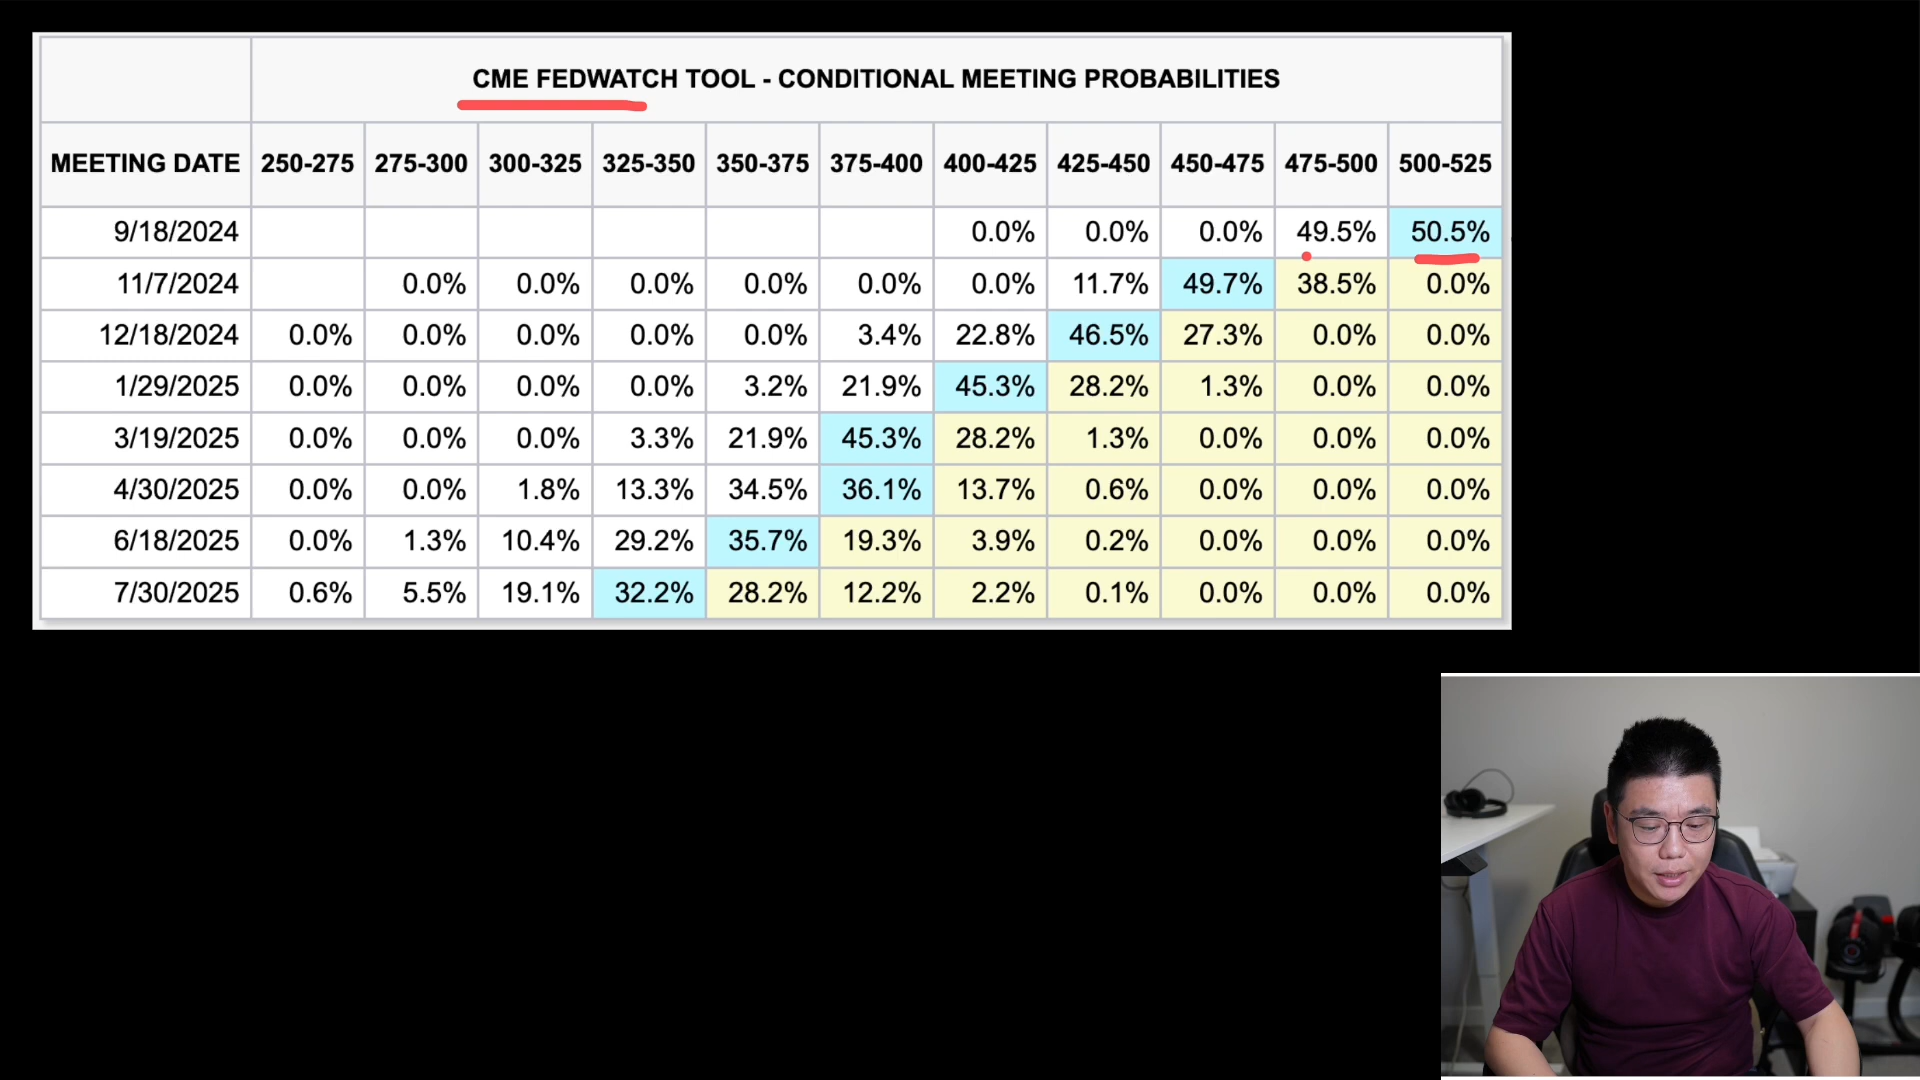 CME FEDWATCH TOOL - CONDITIONAL MEETING PROBABILITIES
MEETING DATE 250-275 275-300 300-325 325-350 350-375 375-400 400-425 425-450 450-475 475-500 500-525
9/18/2024 0.0% 0.0% 0.0% 49.5% 50.5%
11/7/2024 0.0% 0.0% 0.0% 0.0% 0.0% 0.0% 11.7% 49.7% 38.5% 0.0%
12/18/2024 0.0% 0.0% 0.0% 0.0% 0.0% 3.4% 22.8% 46.5% 27.3% 0.0% 0.0%
1/29/2025 0.0% 0.0% 0.0% 0.0% 3.2% 21.9% 45.3% 28.2% 1.3% 0.0% 0.0%
3/19/2025 0.0% 0.0% 0.0% 3.3% 21.9% 45.3% 28.2% 1.3% 0.0% 0.0% 0.0%
4/30/2025 0.0% 0.0% 1.8% 13.3% 34.5% 36.1% 13.7% 0.6% 0.0% 0.0% 0.0%
6/18/2025 0.0% 1.3% 10.4% 29.2% 35.7% 19.3% 3.9% 0.2% 0.0% 0.0% 0.0%
7/30/2025 0.6% 5.5% 19.1% 32.2% 28.2% 12.2% 2.2% 0.1% 0.0% 0.0% 0.0%